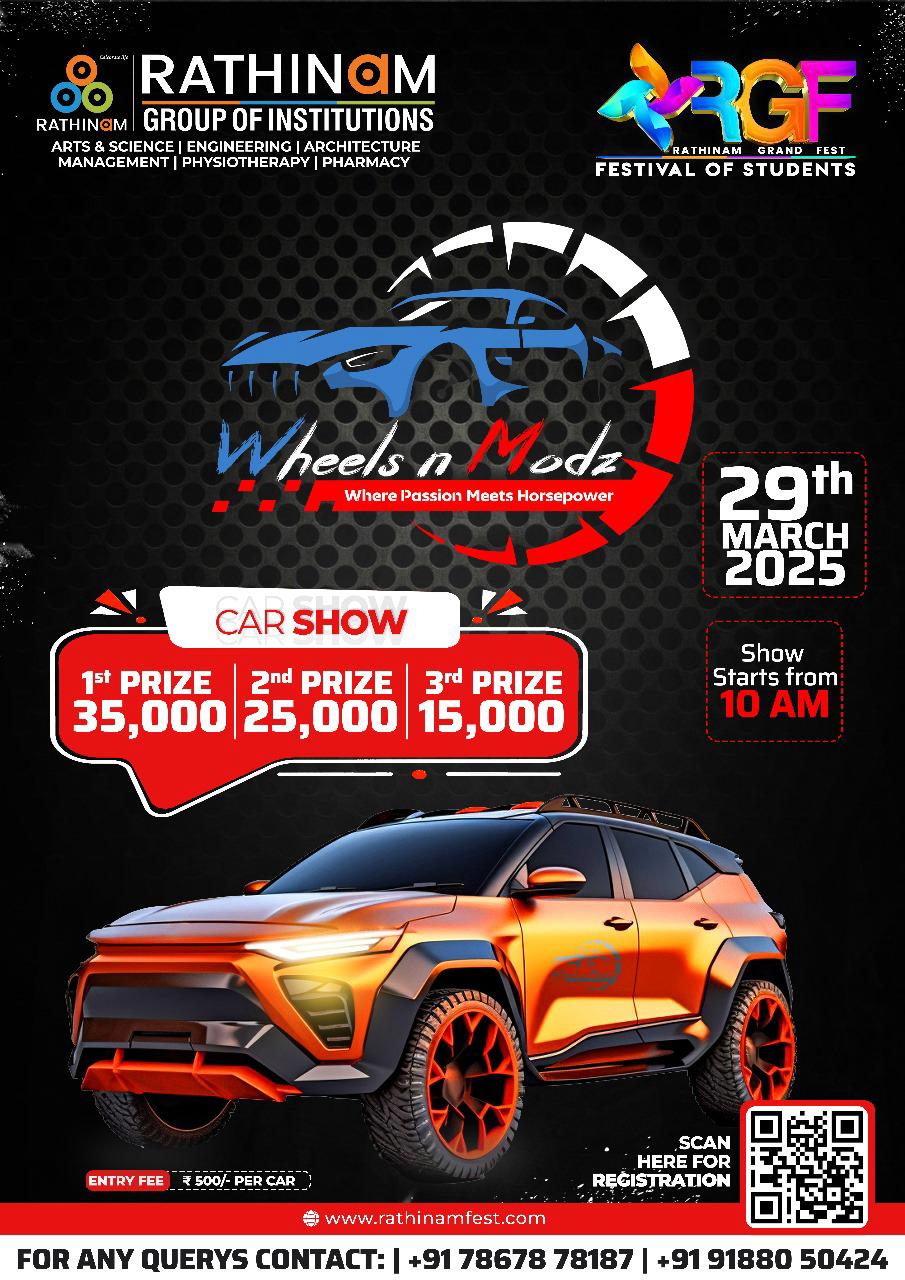 Celebrate life
RATHINAM
RATHINAM
GROUP OF INSTITUTIONS
ARTS & SCIENCE | ENGINEERING | ARCHITECTURE
MANAGEMENT | PHYSIOTHERAPY | PHARMACY
RGF
RATHINAM GRAND FEST
FESTIVAL OF STUDENTS
Wheels n Modz
Where Passion Meets Horsepower
29th
MARCH
2025
Show
Starts from
10 AM
CAR SHOW
1st PRIZE
35,000
2nd PRIZE
25,000
3rd PRIZE
15,000
SCAN
HERE FOR
REGISTRATION
ENTRY FEE ₹ 500/- PER CAR
www.rathinamfest.com
FOR ANY QUERYS CONTACT: | +91 78678 78187 | +91 91880 50424